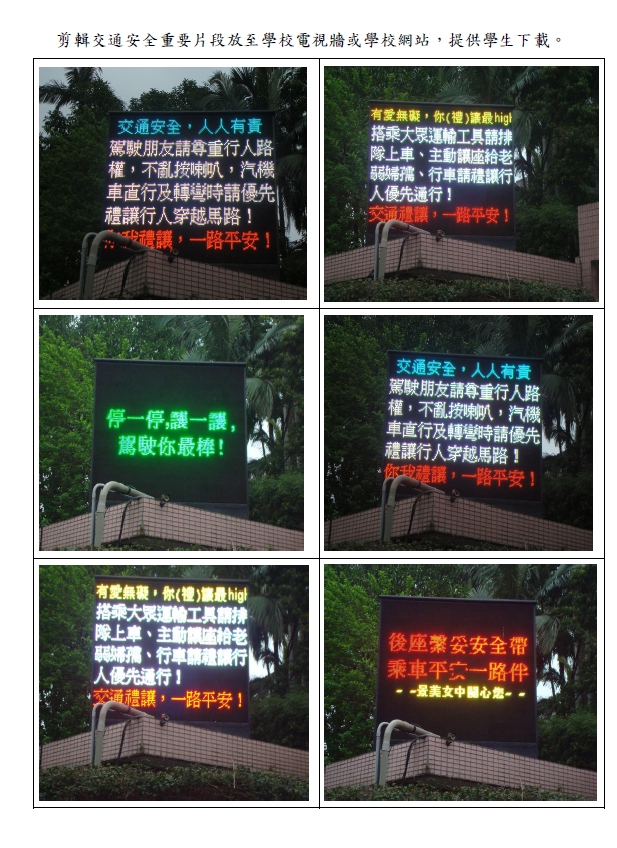 剪輯交通安全重要片段放至學校電視牆或學校網站，提供學生下載。
交通安全，人人有責
駕駛朋友請尊重行人路
權，不亂按喇叭，汽機
車直行及轉彎時請優先
禮讓行人穿越馬路！
你我禮讓，一路平安！
有愛無礙，你(禮)讓最high
搭乘大眾運輸工具請排
隊上車、主動讓座給老
弱婦孺、行車請禮讓行
人優先通行！
交通禮讓，一路平安！
停一停,讓一讓,
駕駛你最棒！
交通安全，人人有責
駕駛朋友請尊重行人路
權，不亂按喇叭，汽機
車直行及轉彎時請優先
禮讓行人穿越馬路！
你我禮讓，一路平安！
有愛無礙，你(禮)讓最high
搭乘大眾運輸工具請排
隊上車、主動讓座給老
弱婦孺、行車請禮讓行
人優先通行！
交通禮讓，一路平安！
後座繫妥安全帶
乘車平安一路伴
~ ~景美女中關心您~ ~